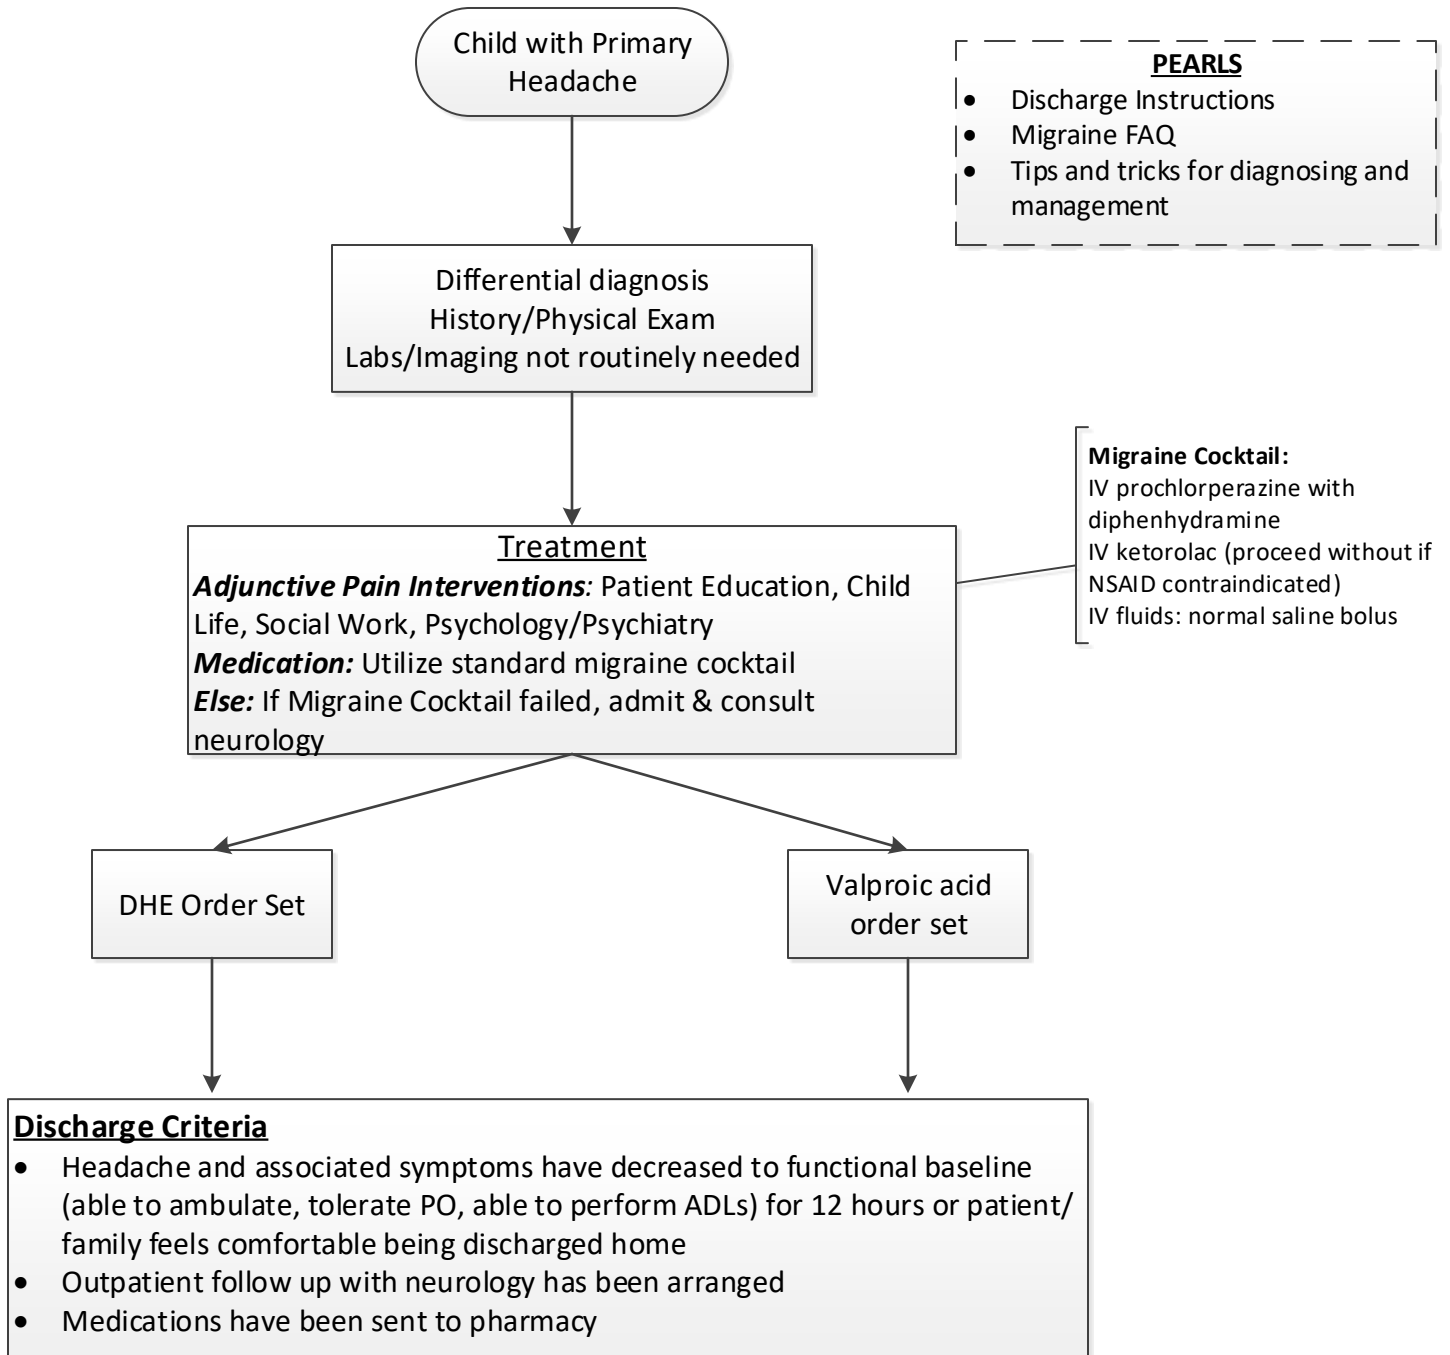 Child with Primary
Headache
PEARLS
• Discharge Instructions
• Migraine FAQ
• Tips and tricks for diagnosing and
management
Differential diagnosis
History/Physical Exam
Labs/Imaging not routinely needed
Migraine Cocktail:
IV prochlorperazine with
diphenhydramine
IV ketorolac (proceed without if
NSAID contraindicated)
IV fluids: normal saline bolus
Treatment
Adjunctive Pain Interventions: Patient Education, Child
Life, Social Work, Psychology/Psychiatry
Medication: Utilize standard migraine cocktail
Else: If Migraine Cocktail failed, admit & consult
neurology
DHE Order Set
Valproic acid
order set
Discharge Criteria
• Headache and associated symptoms have decreased to functional baseline
(able to ambulate, tolerate PO, able to perform ADLs) for 12 hours or patient/
family feels comfortable being discharged home
• Outpatient follow up with neurology has been arranged
• Medications have been sent to pharmacy